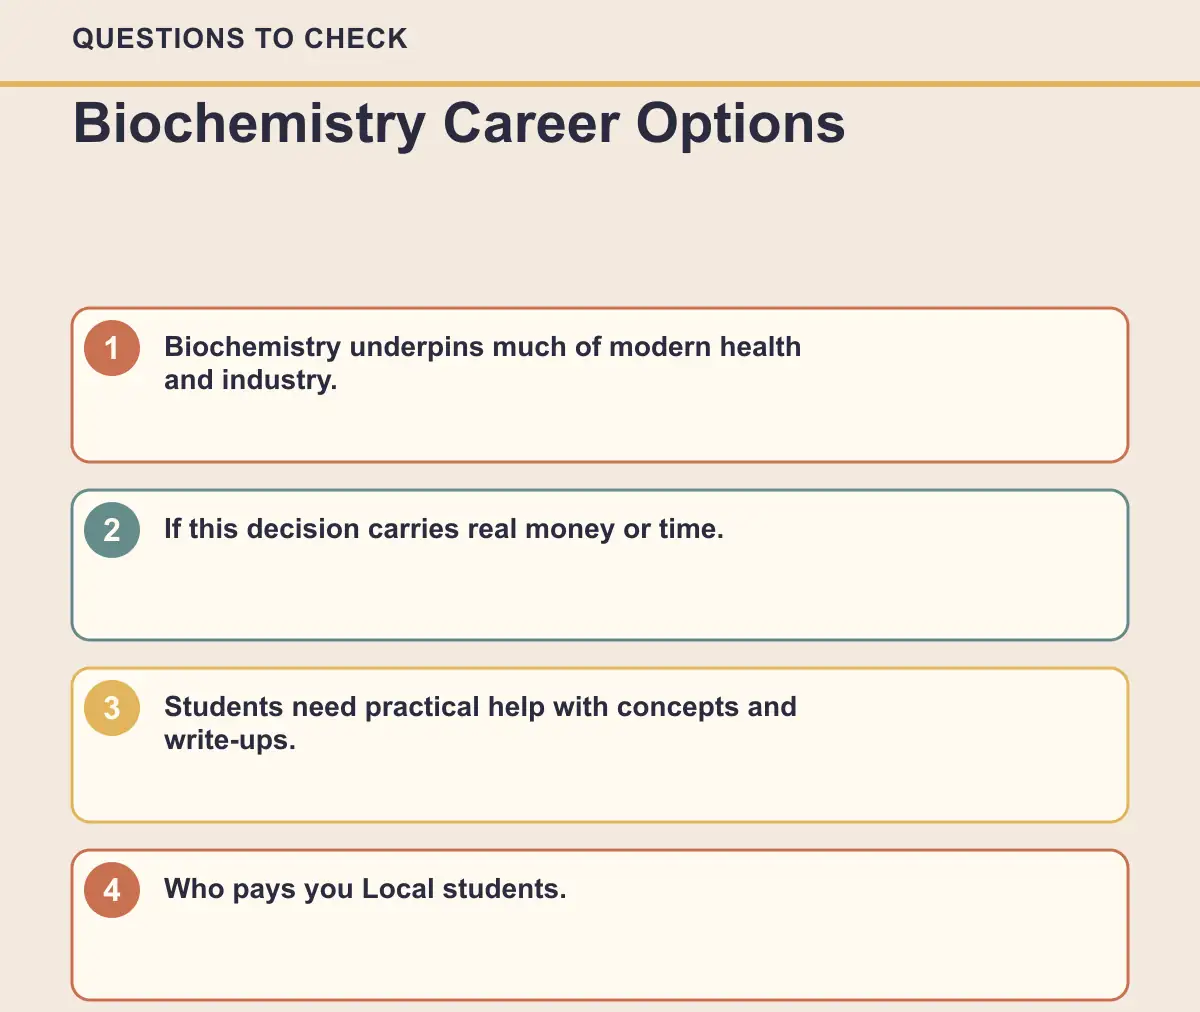 QUESTIONS TO CHECK
Biochemistry Career Options
1
Biochemistry underpins much of modern health
and industry.
2
If this decision carries real money or time.
3
Students need practical help with concepts and
write-ups.
4
Who pays you Local students.